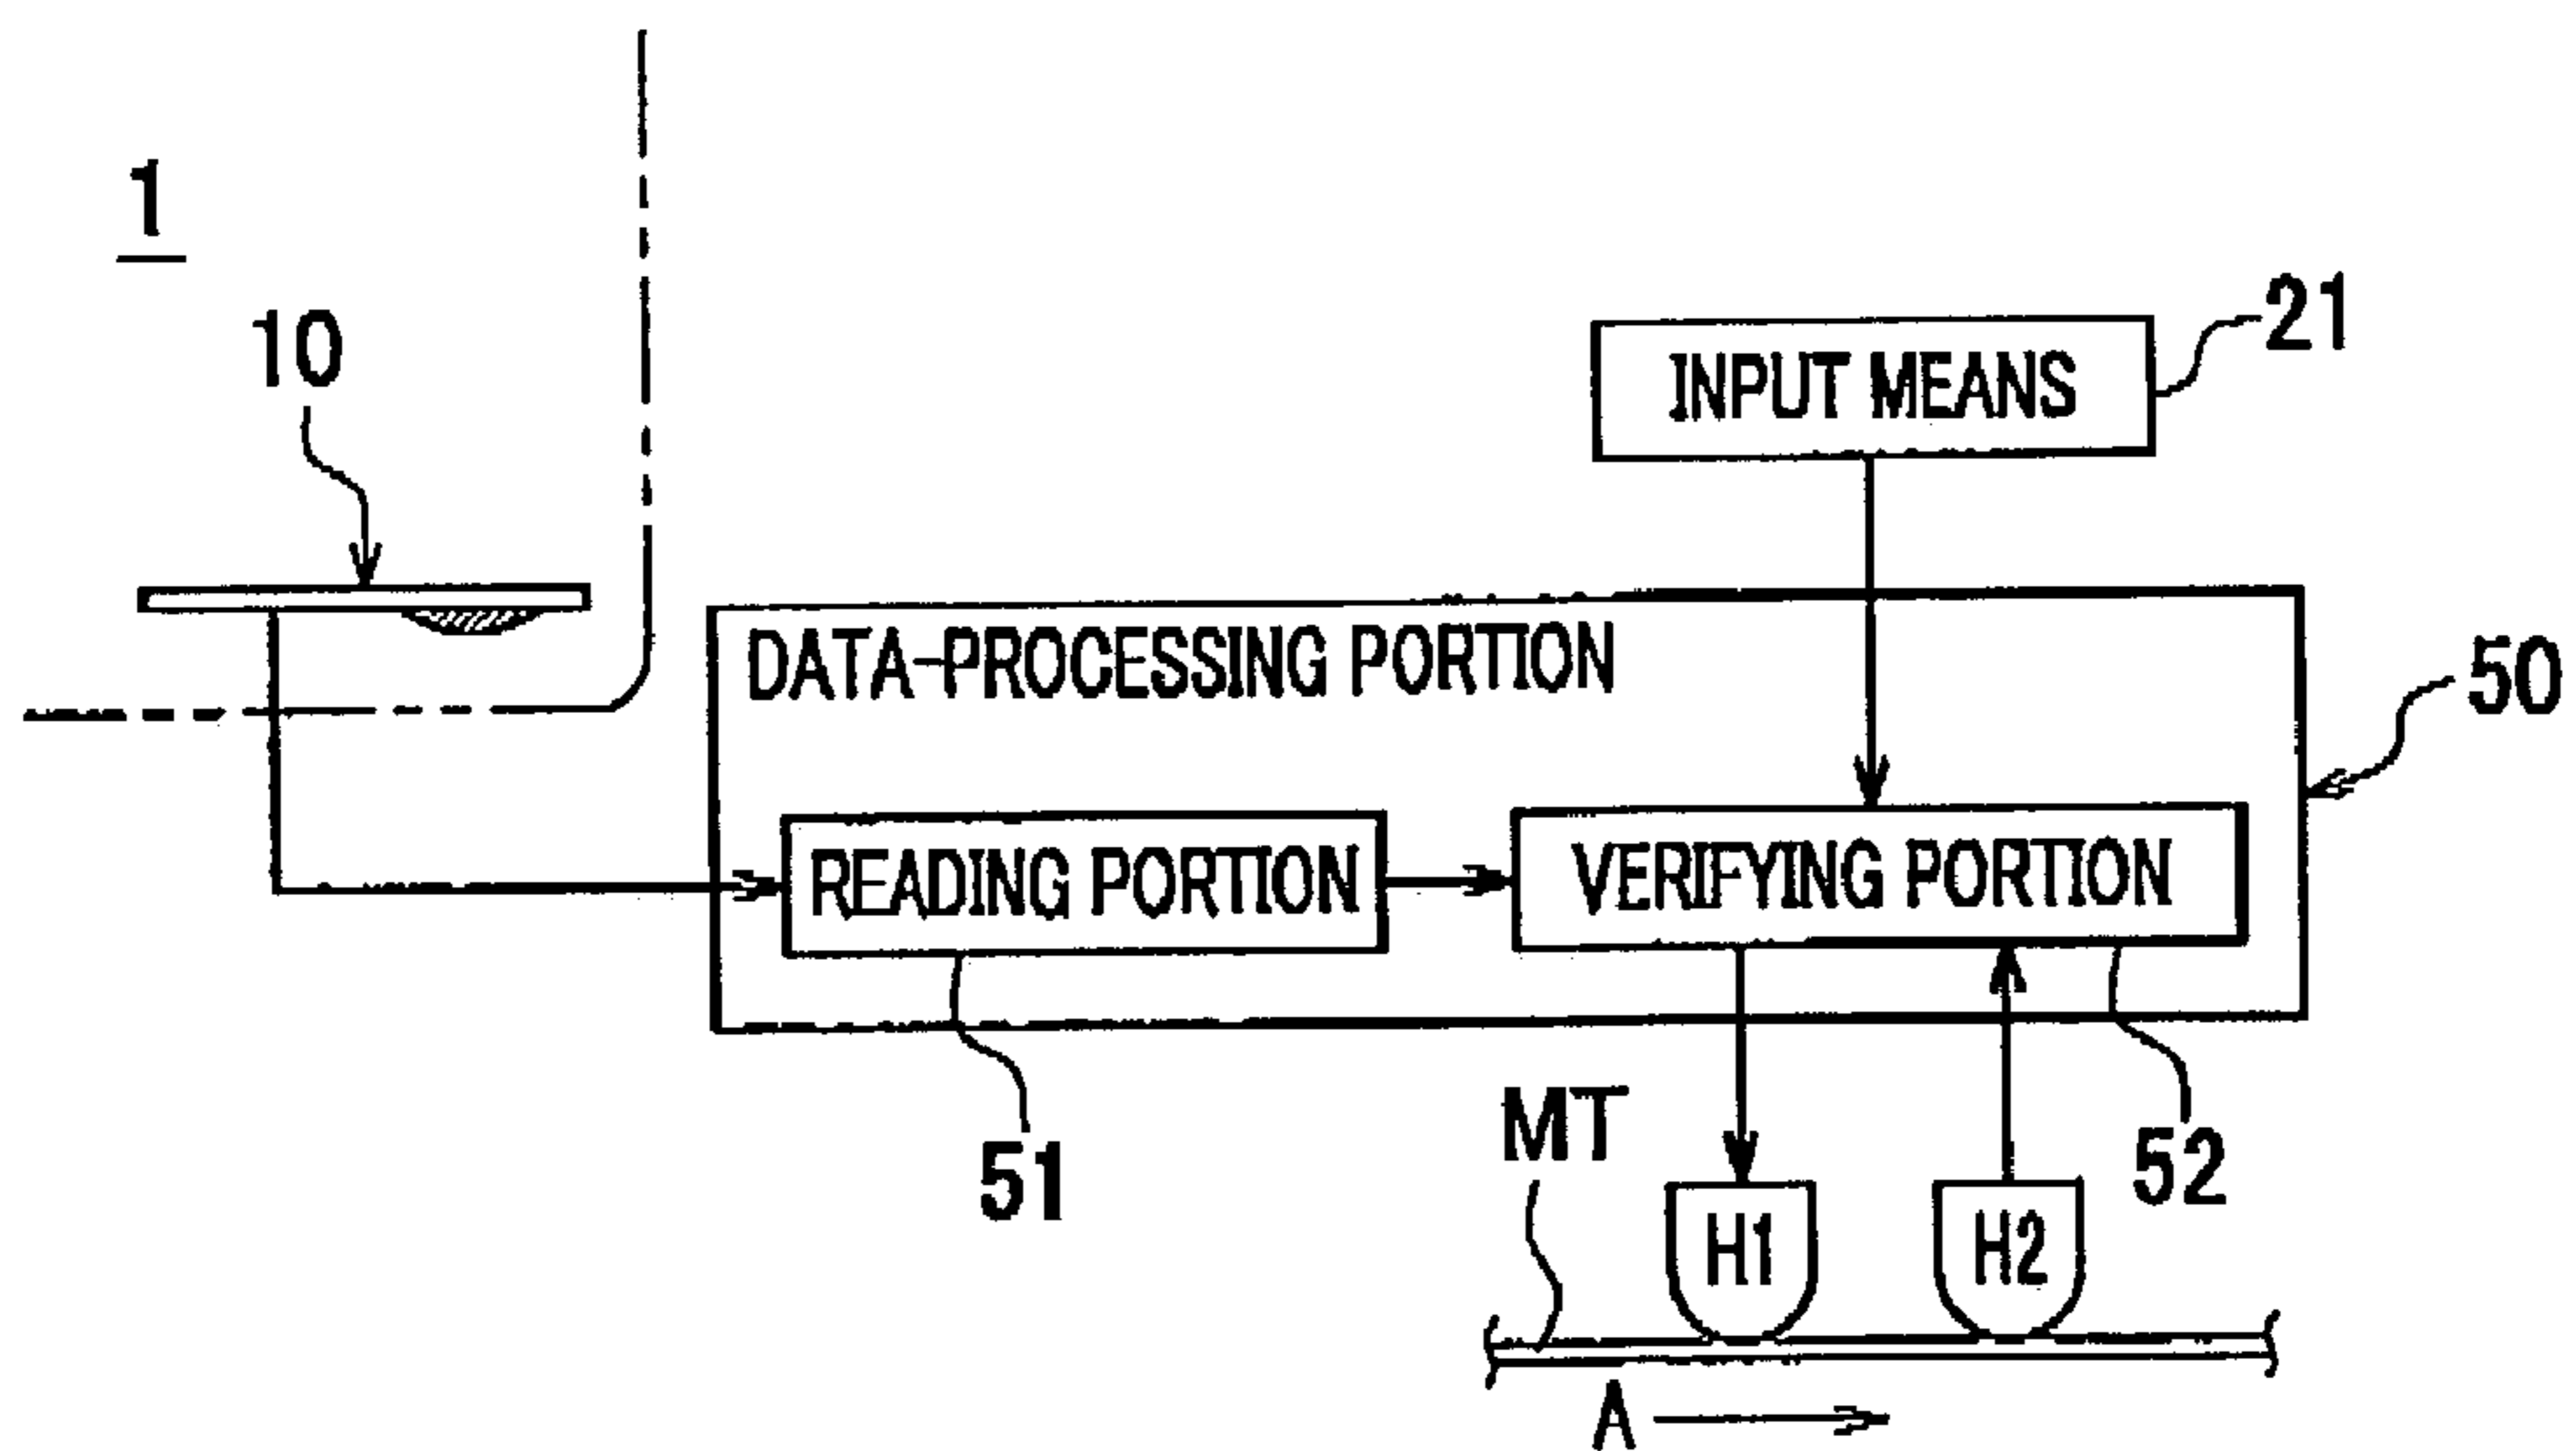 1
10
INPUT MEANS
21
DATA-PROCESSING PORTION
50
READING PORTION
VERIFYING PORTION
51
MT
52
H1
H2
A